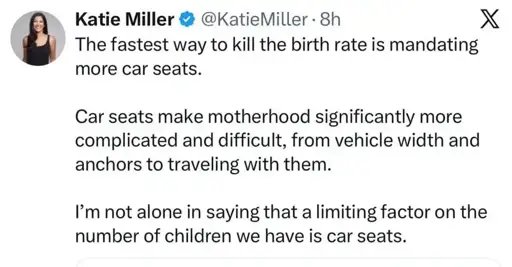 Katie Miller @KatieMiller · 8h
The fastest way to kill the birth rate is mandating
more car seats.
Car seats make motherhood significantly more
complicated and difficult, from vehicle width and
anchors to traveling with them.
I’m not alone in saying that a limiting factor on the
number of children we have is car seats.